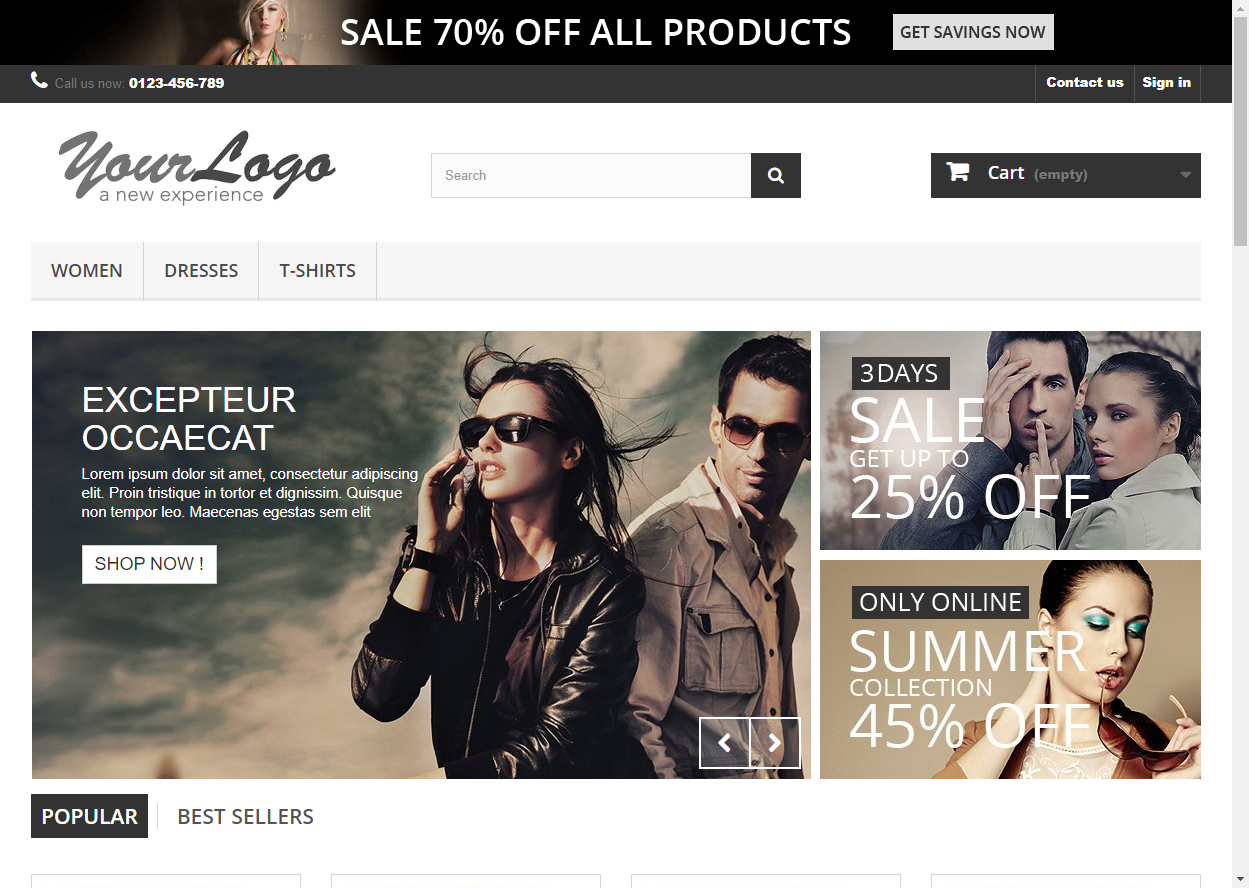 SALE 70% OFF ALL PRODUCTS
GET SAVINGS NOW
Call us now: 0123-456-789
Contact us
Sign in
YourLogo
a new experience
Search
Cart (empty)
WOMEN
DRESSES
T-SHIRTS
EXCEPTEUR
OCCAECAT
Lorem ipsum dolor sit amet, consectetur adipiscing
elit. Proin tristique in tortor et dignissim. Quisque
non tempor leo. Maecenas egestas sem elit
SHOP NOW !
3 DAYS
SALE
GET UP TO
25% OFF
ONLY ONLINE
SUMMER
COLLECTION
45% OFF
POPULAR
BEST SELLERS